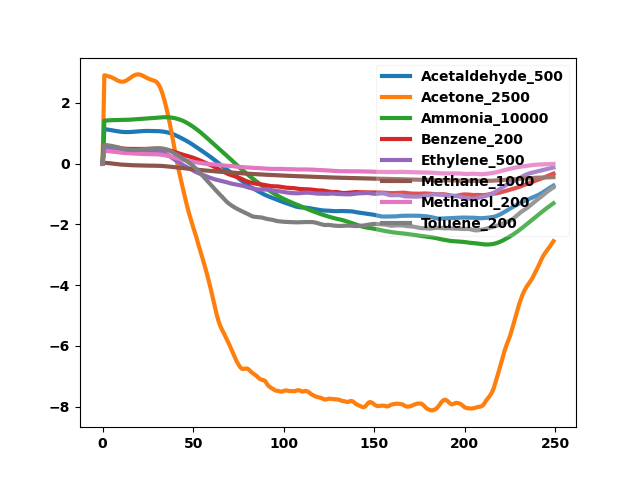 Acetaldehyde_500
Acetone_2500
Ammonia_10000
Benzene_200
Ethylene_500
Methane_1000
Methanol_200
Toluene_200
2
0
−2
−4
−6
−8
0 50 100 150 200 250